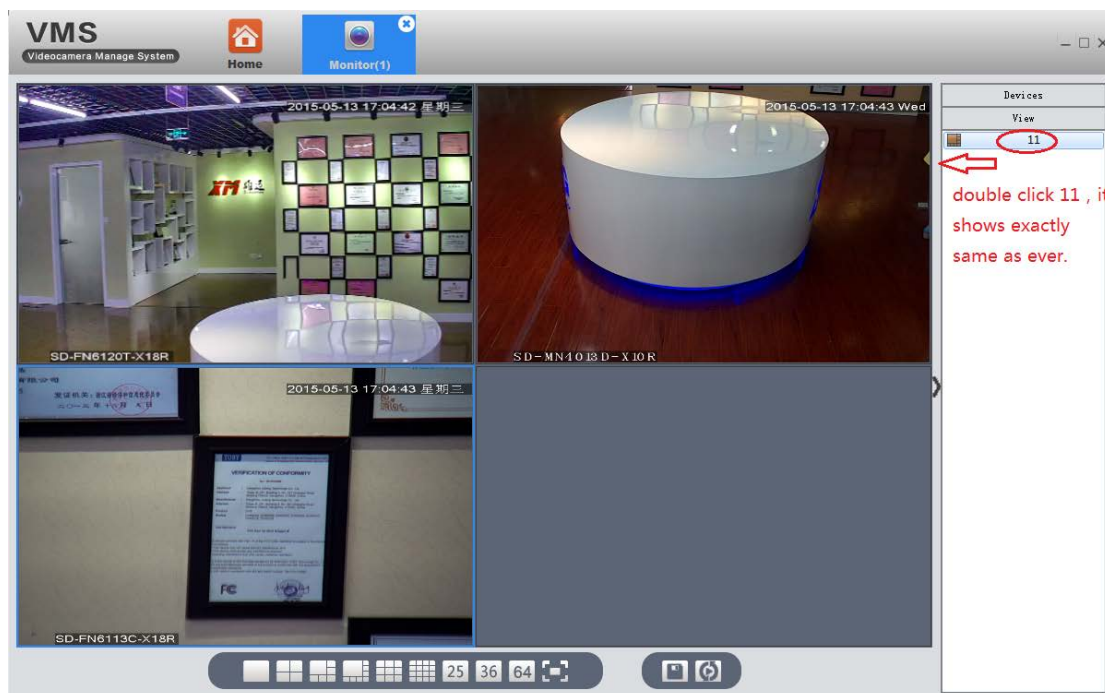 VMS
Videocamera Manage System
Home
Monitor(1)
2015-05-13 17:04:42 星期三
XM 雄迈
SD-FN6120T-X18R
2015-05-13 17:04:43 Wed
SD-MN4013D-X10R
Devices
View
11
double click 11 , it
shows exactly
same as ever.
2015-05-13 17:04:43 星期三
VERIFICATION OF CONFORMITY
FC
SD-FN6113C-X18R
25 36 64